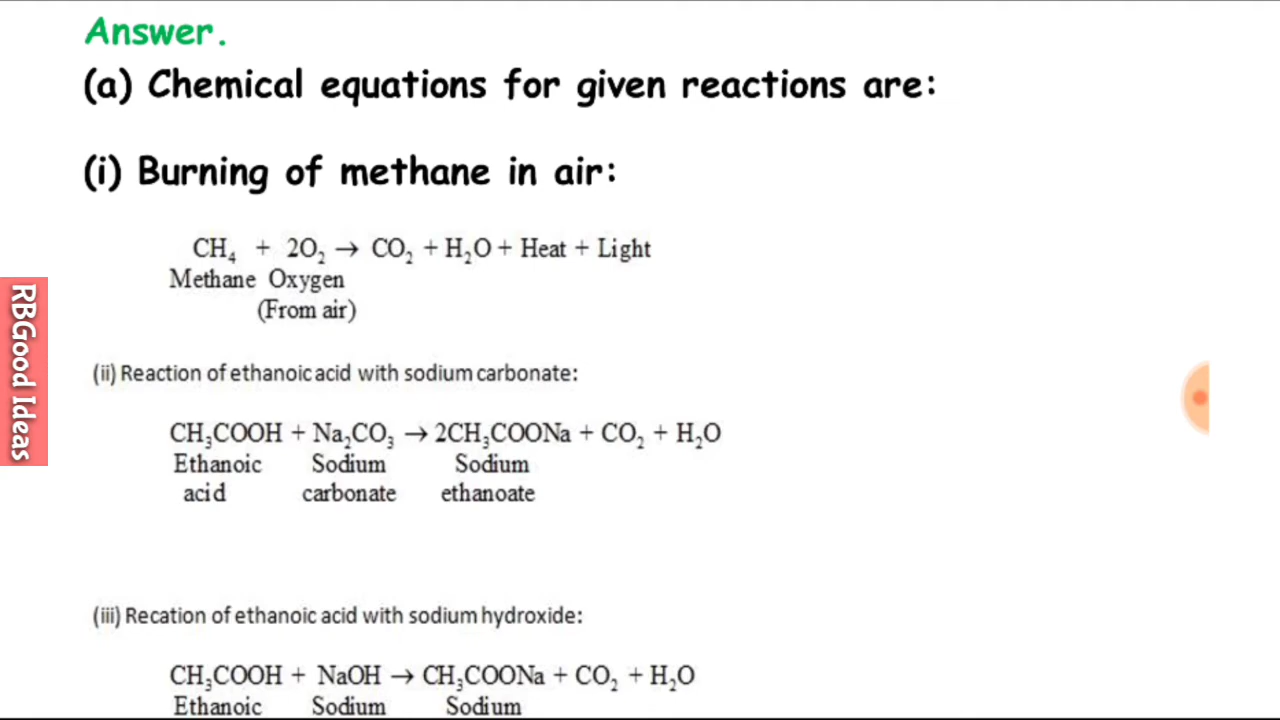 Answer.
(a) Chemical equations for given reactions are:
(i) Burning of methane in air:
CH₄ + 2O₂ → CO₂ + H₂O + Heat + Light
Methane Oxygen
(From air)
RBGood Ideas
(ii) Reaction of ethanoic acid with sodium carbonate:
CH₃COOH + Na₂CO₃ → 2CH₃COONa + CO₂ + H₂O
Ethanoic Sodium Sodium
acid carbonate ethanoate
(iii) Recation of ethanoic acid with sodium hydroxide:
CH₃COOH + NaOH → CH₃COONa + CO₂ + H₂O
Ethanoic Sodium Sodium